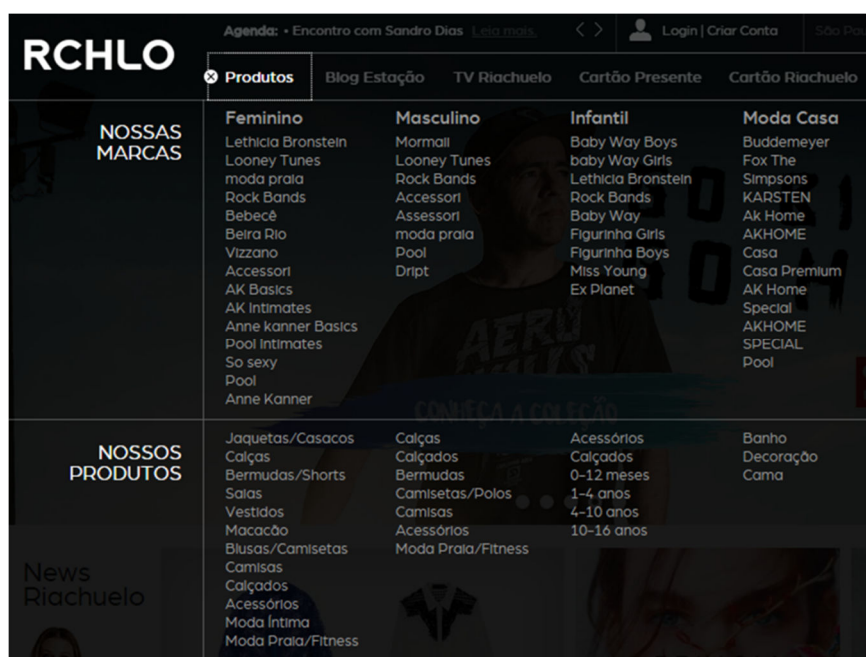 Agenda: • Encontro com Sandro Dias Leia mais.
Login | Criar Conta
São Pau
RCHLO
Produtos
Blog Estação
TV Riachuelo
Cartão Presente
Cartão Riachuelo
NOSSAS
MARCAS
Feminino
Lethicia Bronstein
Looney Tunes
moda praia
Rock Bands
Bebecê
Beira Rio
Vizzano
Accessori
AK Basics
AK Intimates
Anne kanner Basics
Pool Intimates
So sexy
Pool
Anne Kanner
Masculino
Mormaii
Looney Tunes
Rock Bands
Accessori
Assessori
moda praia
Pool
Dript
Infantil
Baby Way Boys
baby Way Girls
Lethicia Bronstein
Rock Bands
Baby Way
Figurinha Girls
Figurinha Boys
Miss Young
Ex Planet
Moda Casa
Buddemeyer
Fox The
Simpsons
KARSTEN
Ak Home
AKHOME
Casa
Casa Premium
AK Home
Special
AKHOME
SPECIAL
Pool
CONHEÇA A COLEÇÃO
NOSSOS
PRODUTOS
Jaquetas/Casacos
Calças
Bermudas/Shorts
Saias
Vestidos
Macacão
Blusas/Camisetas
Camisas
Calçados
Acessórios
Moda Íntima
Moda Praia/Fitness
Calças
Calçados
Bermudas
Camisetas/Polos
Camisas
Acessórios
Moda Praia/Fitness
Acessórios
Calçados
0-12 meses
1-4 anos
4-10 anos
10-16 anos
Banho
Decoração
Cama
News
Riachuelo